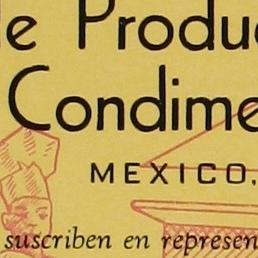 e Produc
Condime
MEXICO,
suscriben en represen